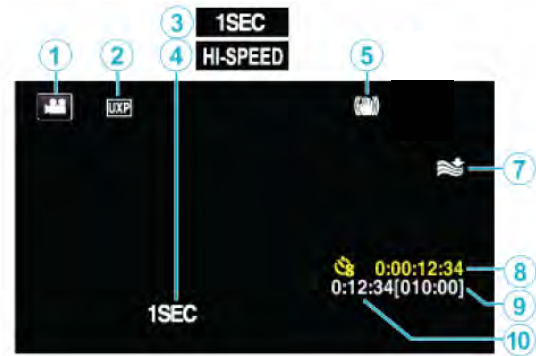 3 1SEC
4 HI-SPEED
1 2 5
UXP
7
0:00:12:34 8
0:12:34[010:00] 9
10
1SEC